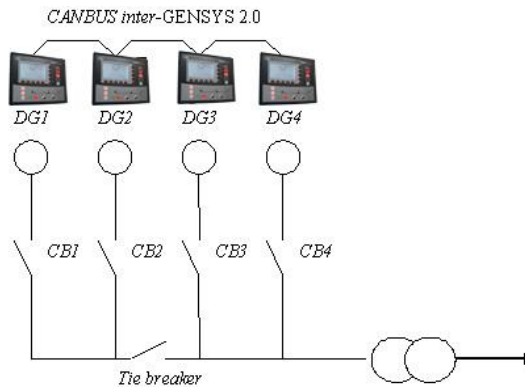 CANBUS inter-GENSYS 2.0
DG1 DG2 DG3 DG4
CB1 CB2 CB3 CB4
Tie breaker